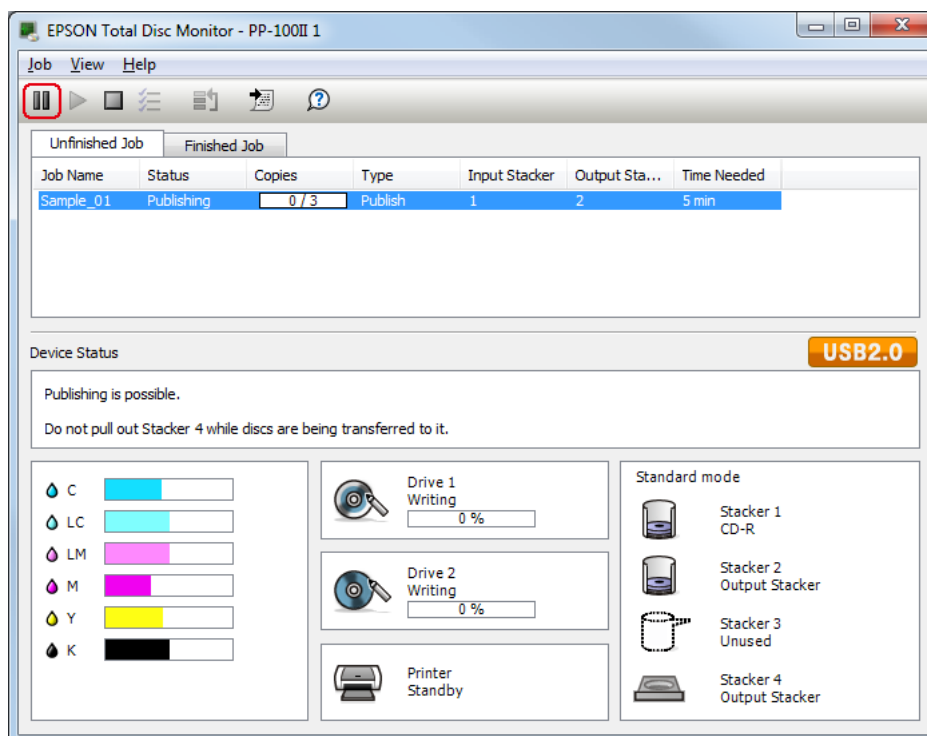 EPSON Total Disc Monitor - PP-100II 1
Job View Help
Unfinished Job Finished Job
Job Name Status Copies Type Input Stacker Output Sta... Time Needed
Sample_01 Publishing 0 / 3 Publish 1 2 5 min
Device Status
USB2.0
Publishing is possible.
Do not pull out Stacker 4 while discs are being transferred to it.
C
LC
LM
M
Y
K
Drive 1
Writing
0 %
Drive 2
Writing
0 %
Printer
Standby
Standard mode
Stacker 1
CD-R
Stacker 2
Output Stacker
Stacker 3
Unused
Stacker 4
Output Stacker